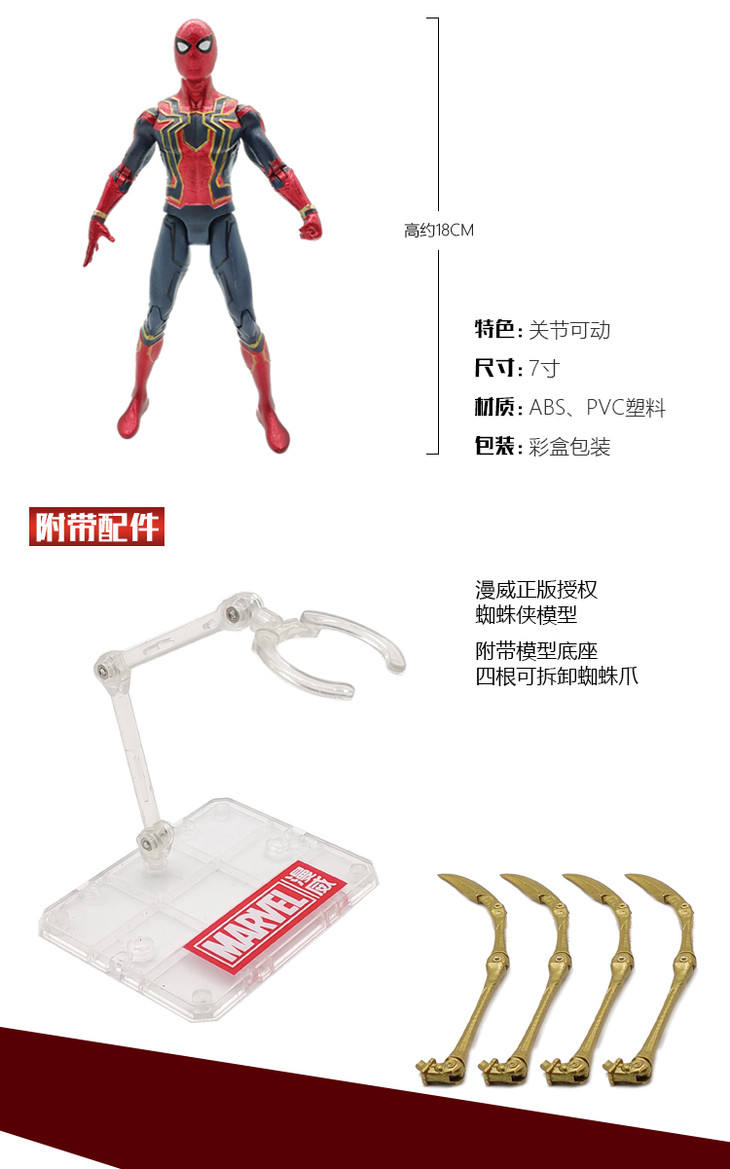 高约18CM
特色：关节可动
尺寸：7寸
材质：ABS、PVC塑料
包装：彩盒包装
附带配件
漫威正版授权
蜘蛛侠模型
附带模型底座
四根可拆卸蜘蛛爪
MARVEL 漫威